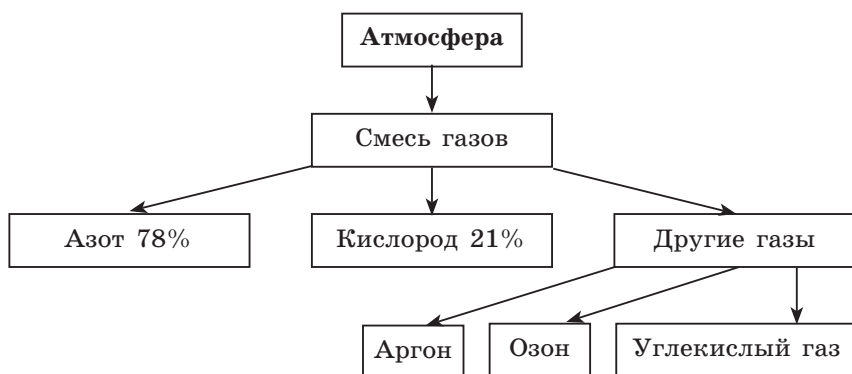 Атмосфера
Смесь газов
Азот 78%
Кислород 21%
Другие газы
Аргон
Озон
Углекислый газ